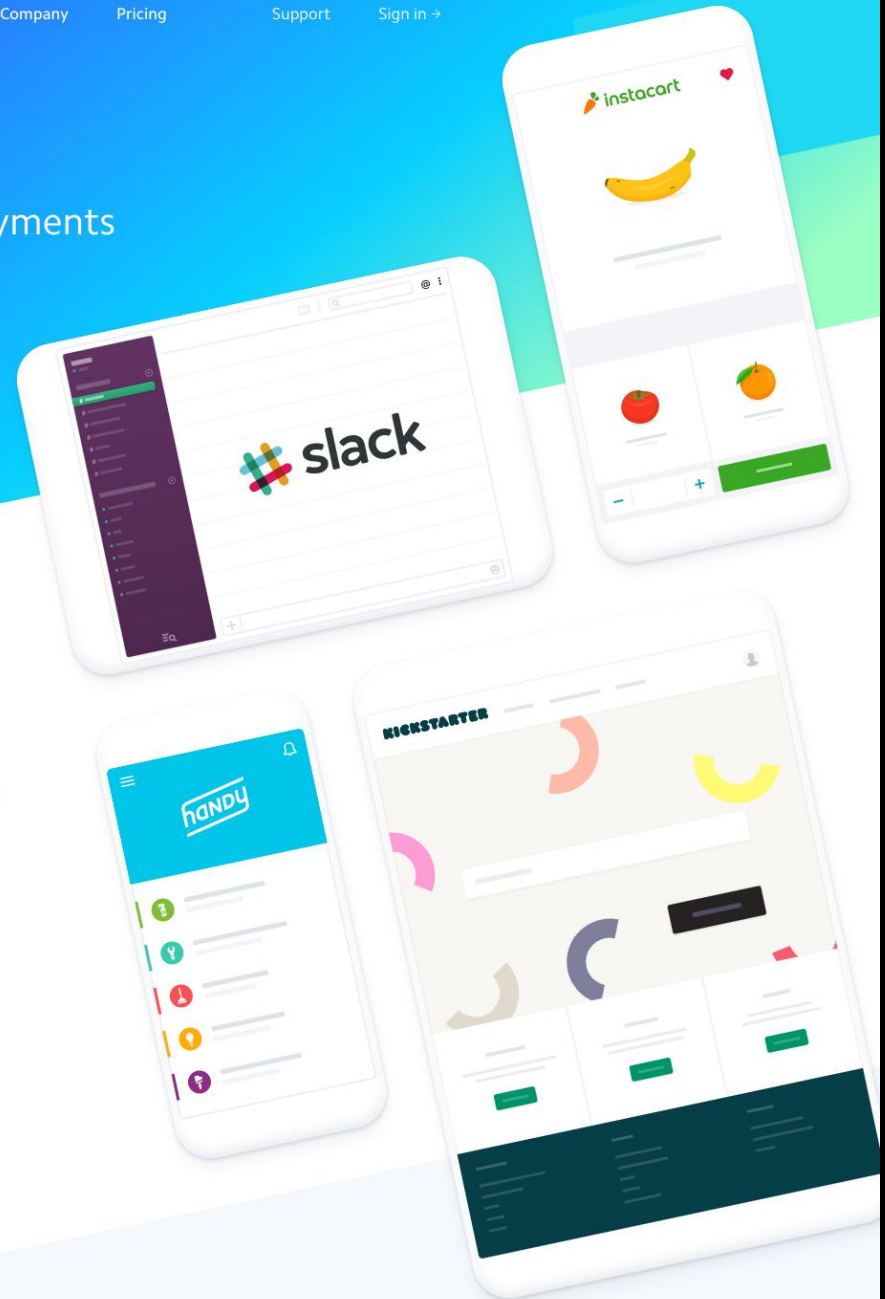 Company Pricing Support Sign in →
instacart
yments
@
slack
KICKSTARTER
HANDY